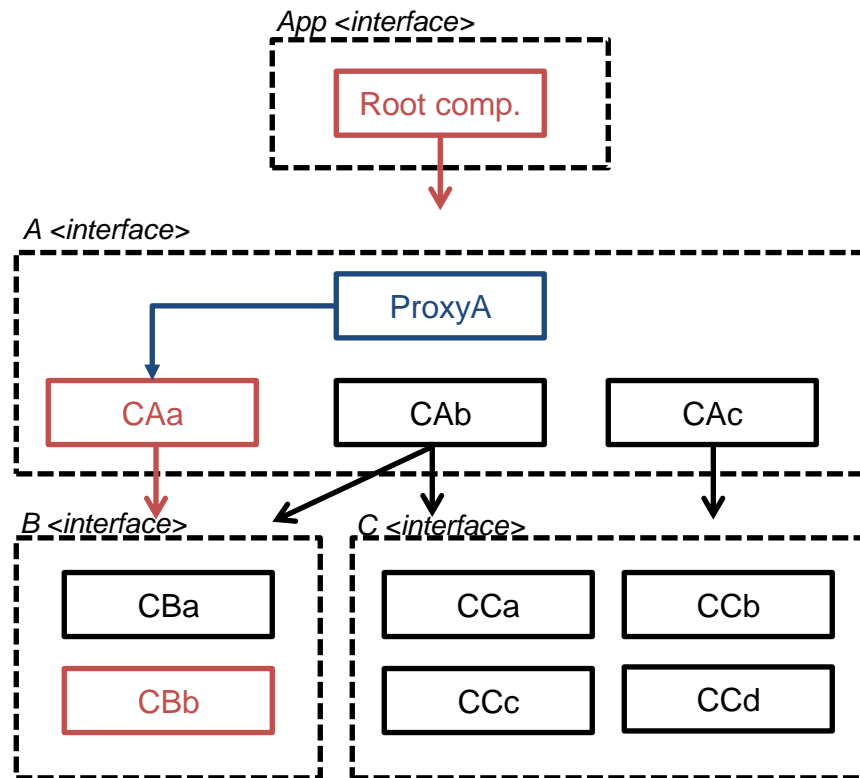 App <interface>
Root comp.
A <interface>
ProxyA
CAa
CAb
CAc
B <interface>
C <interface>
CBa
CCa
CCb
CBb
CCc
CCd